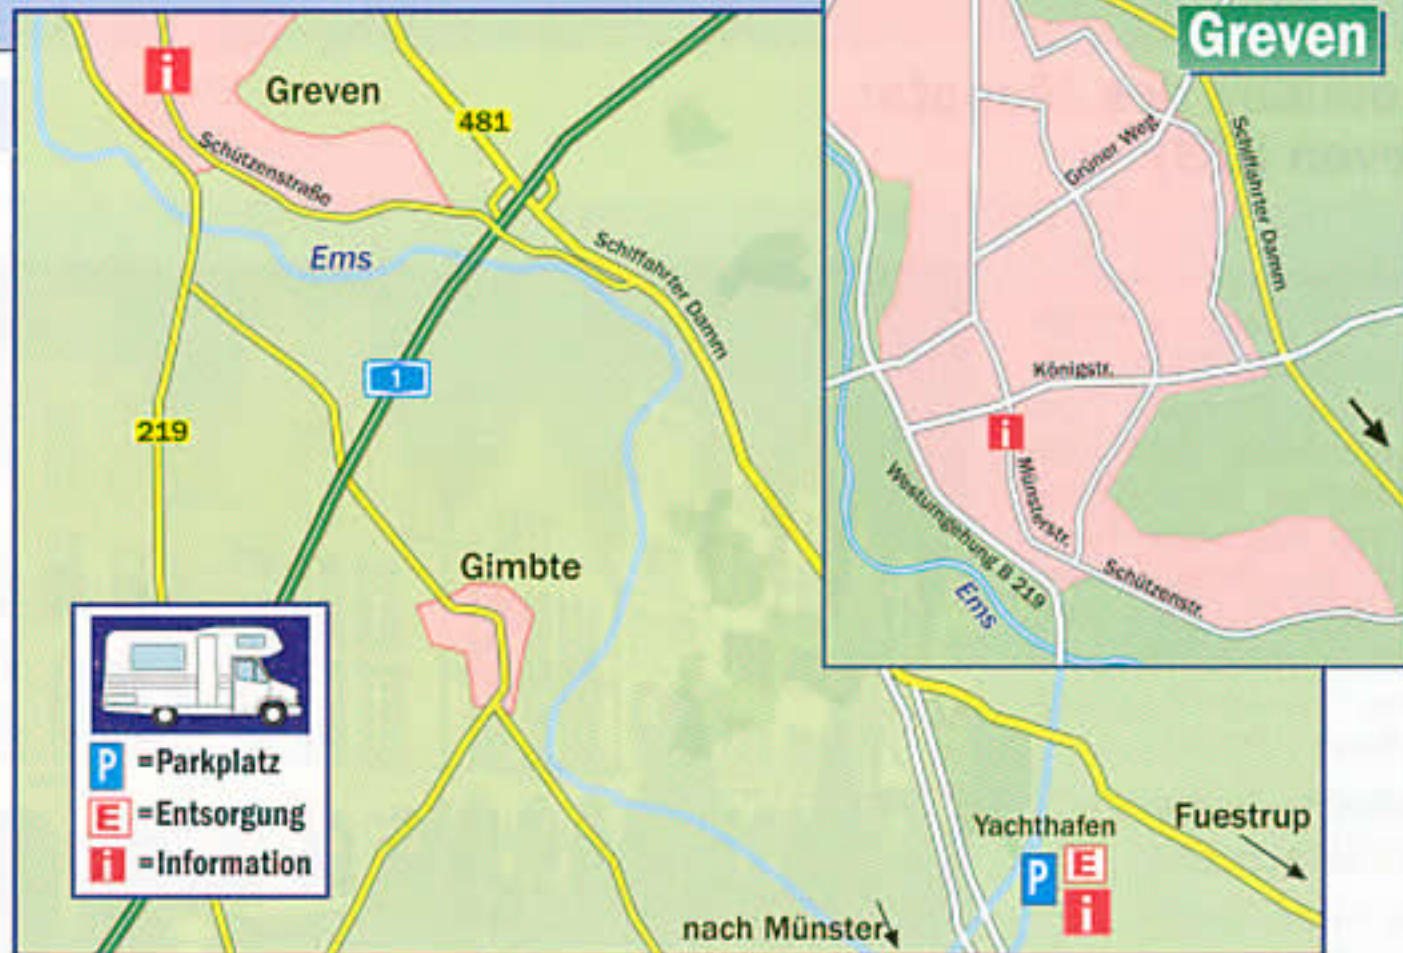 Greven
481
Schützenstraße
Ems
Schiffahrter Damm
1
219
Gimbte
P =Parkplatz
E =Entsorgung
i =Information
nach Münster
Yachthafen
P E
i
Fuestrup
i
Greven
Grüner Weg
Schiffahrter Damm
Königstr.
i
Münsterstr.
Westumgehung B 219
Ems
Schützenstr.